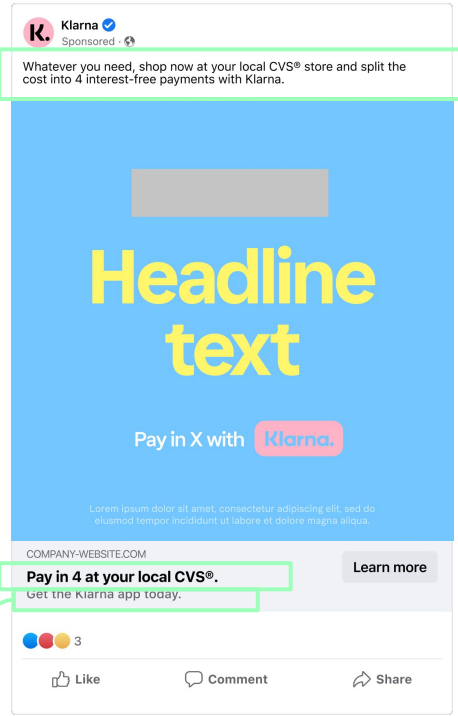 K.
Klarna
Sponsored ·
Whatever you need, shop now at your local CVS® store and split the
cost into 4 interest-free payments with Klarna.
Headline
text
Pay in X with Klarna.
Lorem ipsum dolor sit amet, consectetur adipiscing elit, sed do
eiusmod tempor incididunt ut labore et dolore magna aliqua.
COMPANY-WEBSITE.COM
Pay in 4 at your local CVS®.
Get the Klarna app today.
Learn more
3
Like Comment Share